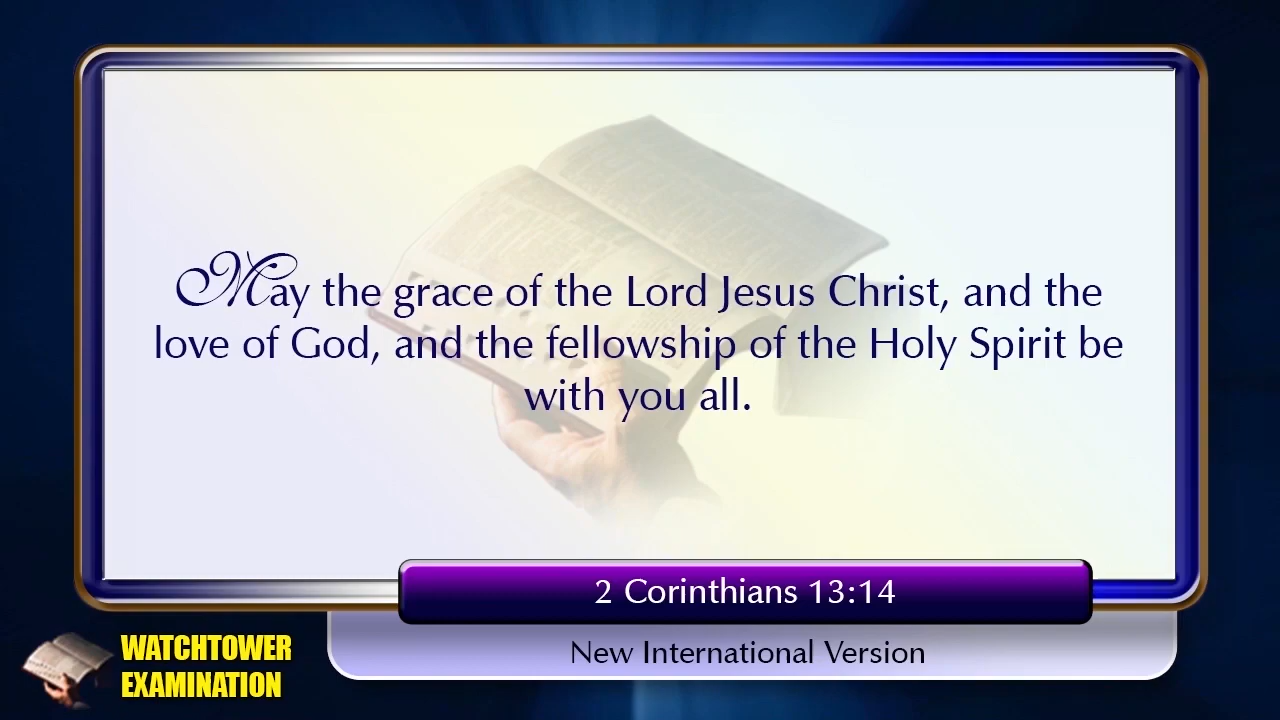 May the grace of the Lord Jesus Christ, and the
love of God, and the fellowship of the Holy Spirit be
with you all.
2 Corinthians 13:14
New International Version
WATCHTOWER
EXAMINATION